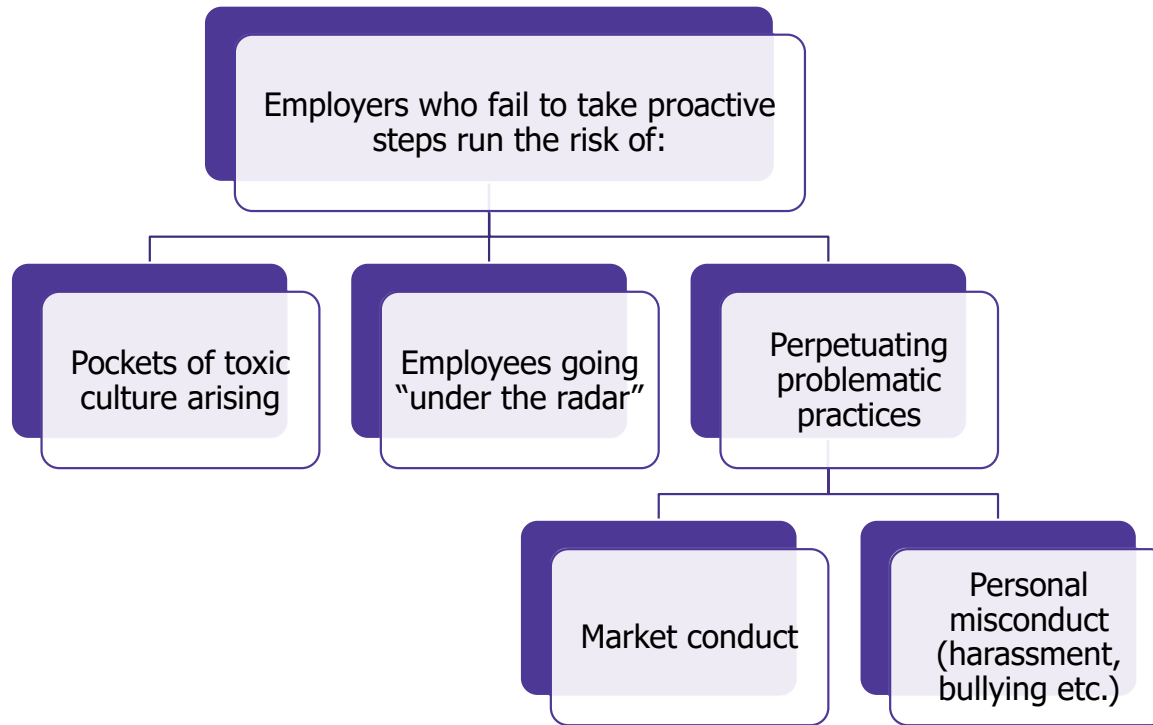 Employers who fail to take proactive
steps run the risk of:
Pockets of toxic
culture arising
Employees going
“under the radar”
Perpetuating
problematic
practices
Market conduct
Personal
misconduct
(harassment,
bullying etc.)